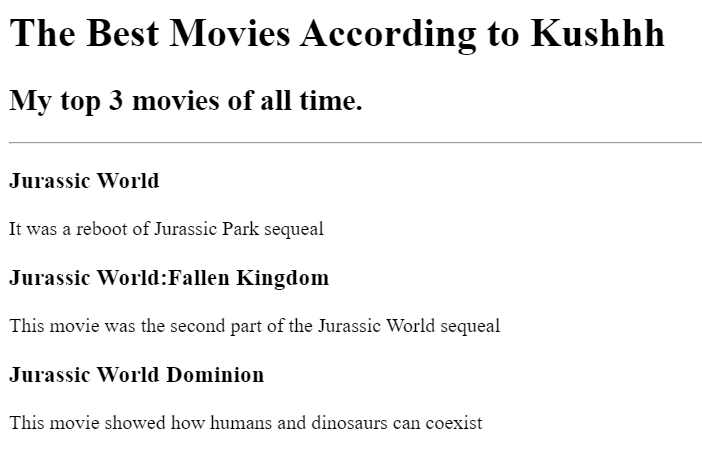 The Best Movies According to Kushhh
My top 3 movies of all time.
Jurassic World
It was a reboot of Jurassic Park sequeal
Jurassic World:Fallen Kingdom
This movie was the second part of the Jurassic World sequeal
Jurassic World Dominion
This movie showed how humans and dinosaurs can coexist